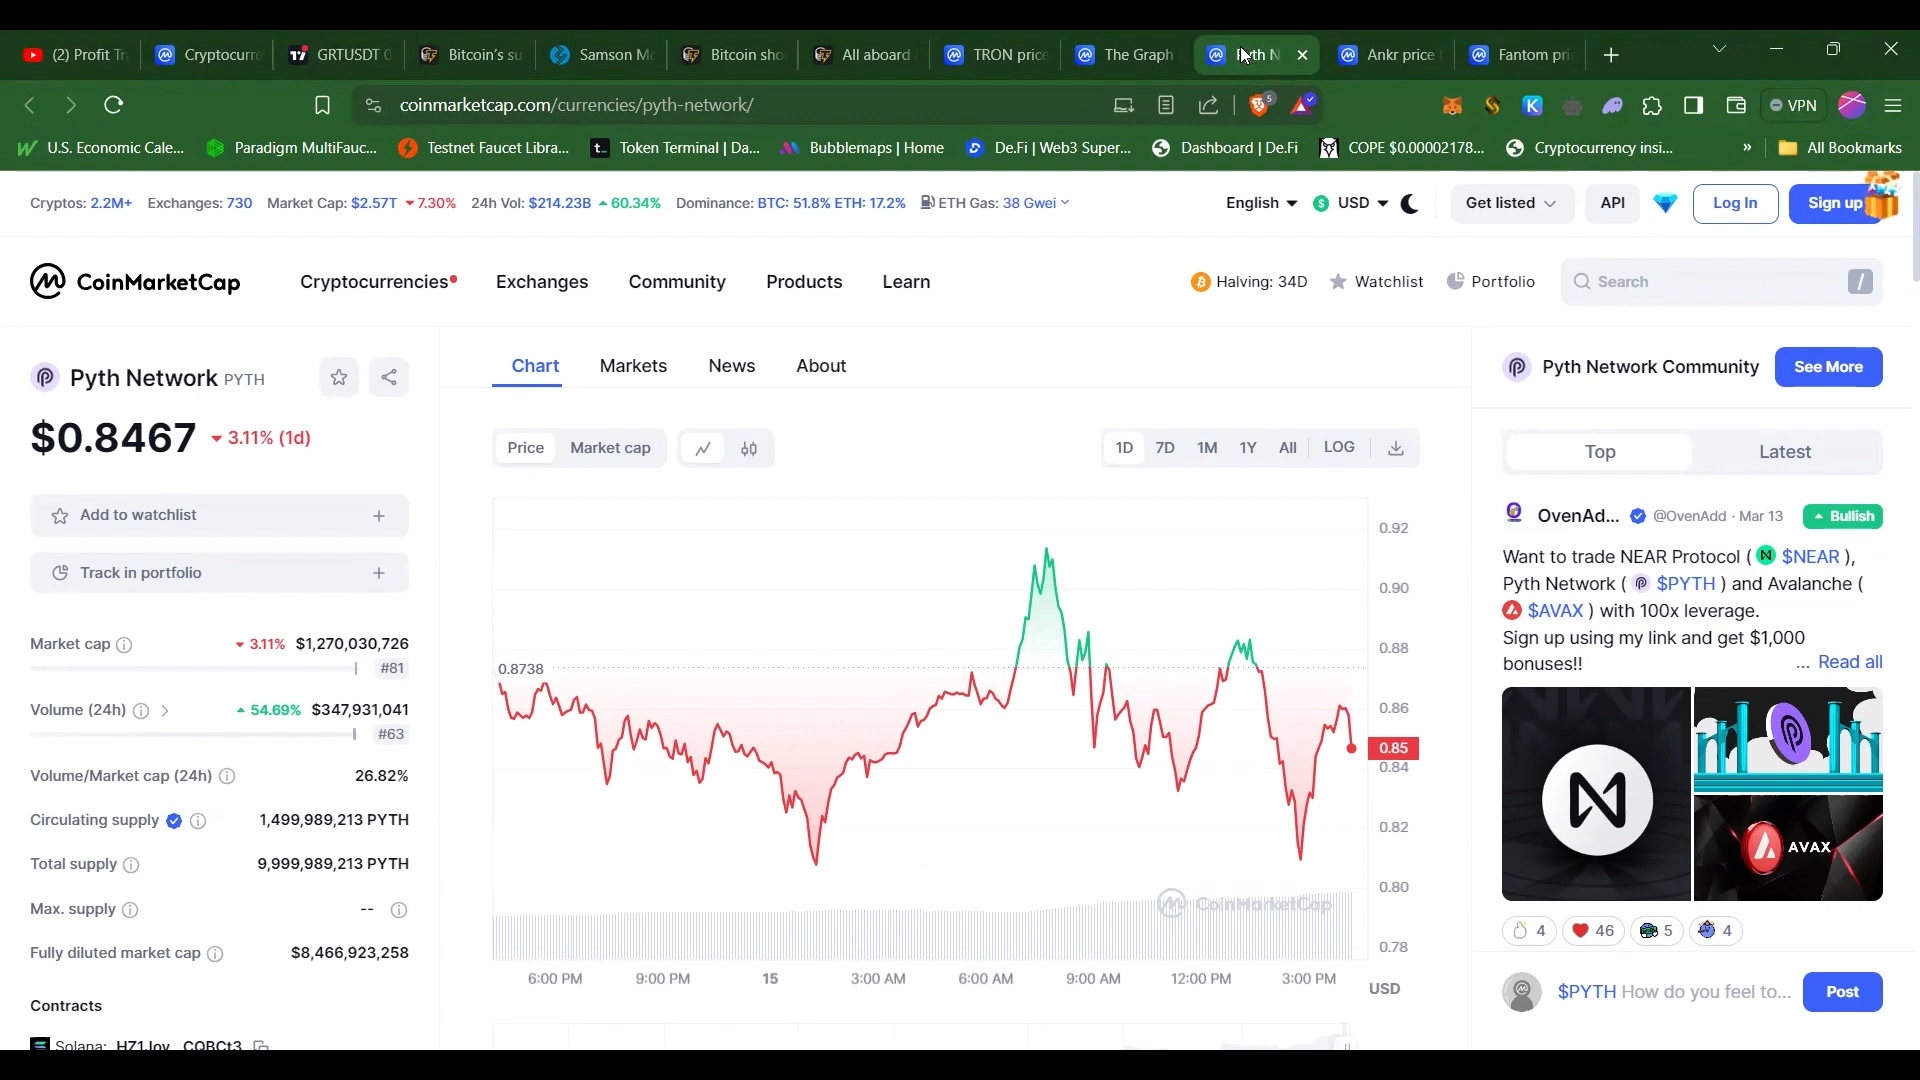 (2) Profit Tr
Cryptocurre
GRTUSDT 0
Bitcoin's su
Samson Mo
Bitcoin sho
All aboard
TRON price
The Graph
Pyth N
Ankr price t
Fantom pri
coinmarketcap.com/currencies/pyth-network/
5
VPN
U.S. Economic Cale...
Paradigm MultiFauc...
Testnet Faucet Libra...
Token Terminal | Da...
Bubblemaps | Home
De.Fi | Web3 Super...
Dashboard | De.Fi
COPE $0.00002178...
Cryptocurrency insi...
»
All Bookmarks
Cryptos: 2.2M+ Exchanges: 730 Market Cap: $2.57T 7.30% 24h Vol: $214.23B 60.34% Dominance: BTC: 51.8% ETH: 17.2% ETH Gas: 38 Gwei
English
USD
Get listed
API
Log In
Sign up
CoinMarketCap
Cryptocurrencies
Exchanges
Community
Products
Learn
Halving: 34D
Watchlist
Portfolio
Search
/
Pyth Network PYTH
$0.8467 3.11% (1d)
Add to watchlist +
Track in portfolio +
Market cap 3.11% $1,270,030,726
#81
Volume (24h) 54.69% $347,931,041
#63
Volume/Market cap (24h) 26.82%
Circulating supply 1,499,989,213 PYTH
Total supply 9,999,989,213 PYTH
Max. supply --
Fully diluted market cap $8,466,923,258
Contracts
Solana: HZ1Jov...CQBCt3
Chart Markets News About
Price Market cap
1D 7D 1M 1Y All LOG
0.92
0.90
0.88
0.8738
0.86
0.85
0.84
0.82
0.80
0.78
CoinMarketCap
6:00 PM 9:00 PM 15 3:00 AM 6:00 AM 9:00 AM 12:00 PM 3:00 PM
USD
Pyth Network Community
See More
Top Latest
OvenAd... @OvenAdd · Mar 13 Bullish
Want to trade NEAR Protocol ( $NEAR ),
Pyth Network ( $PYTH ) and Avalanche (
$AVAX ) with 100x leverage.
Sign up using my link and get $1,000
bonuses!!
... Read all
AVAX
4 46 5 4
$PYTH How do you feel to...
Post